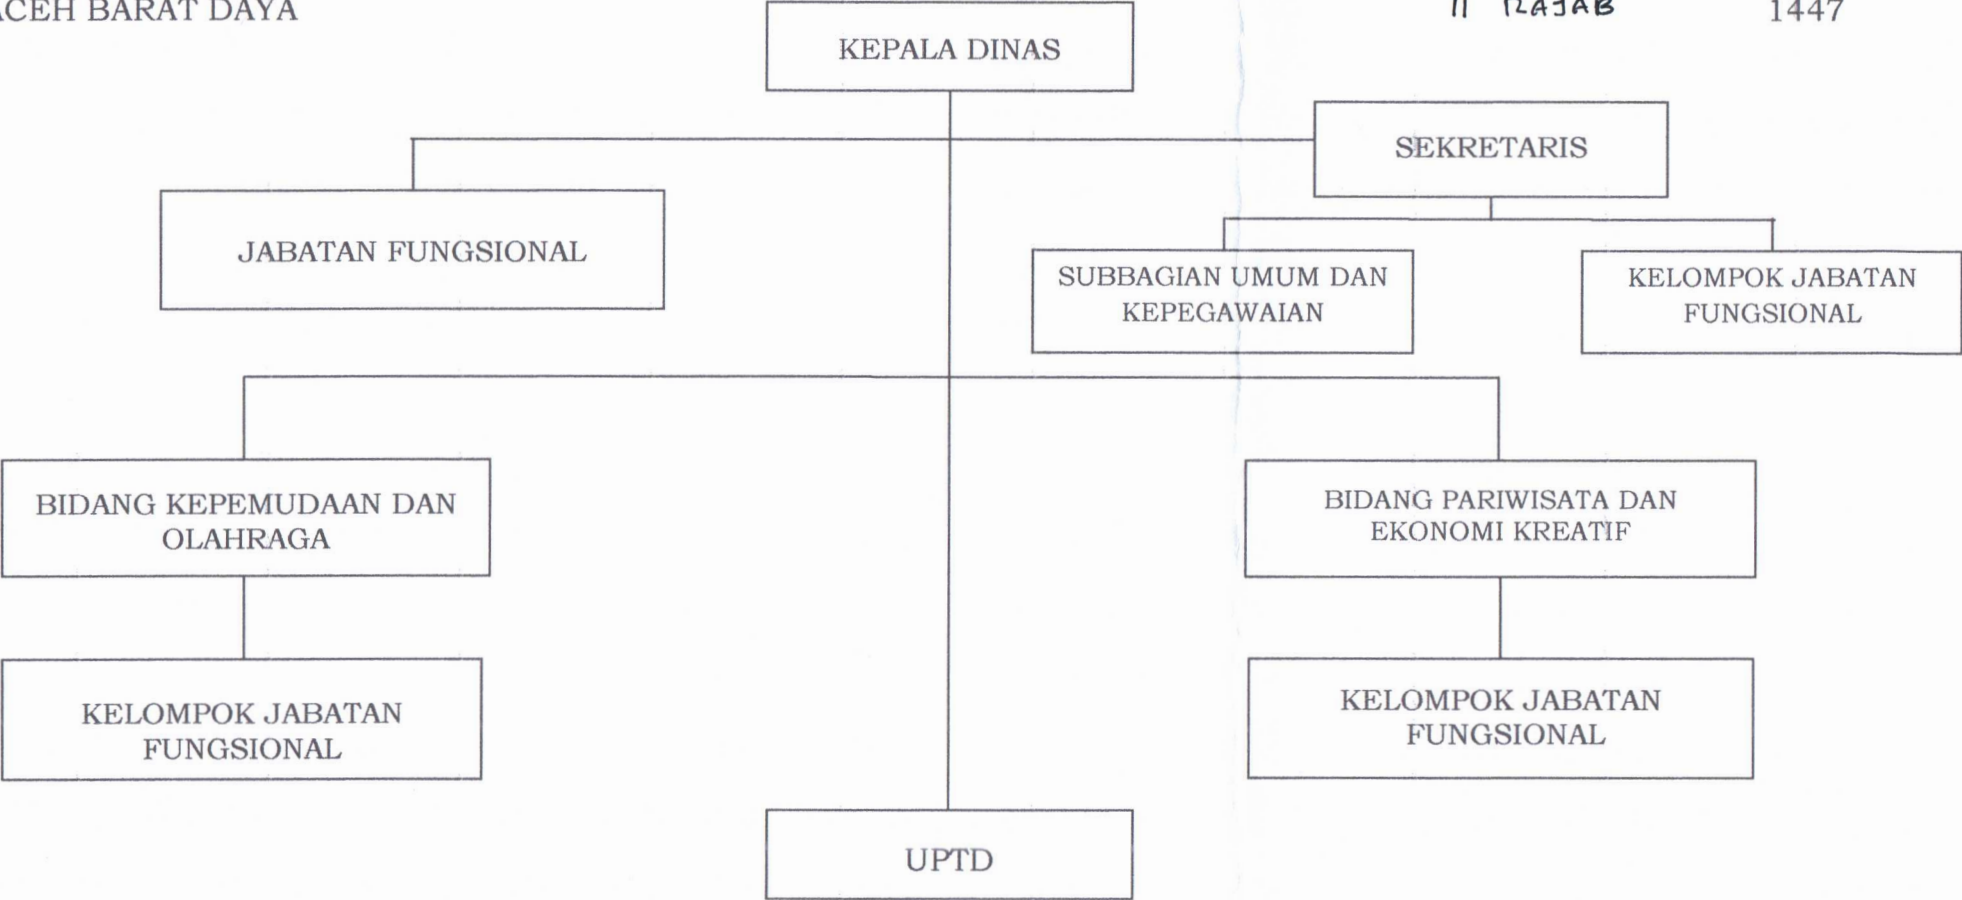 ACEH BARAT DAYA
11 RAJAB 1447
KEPALA DINAS
SEKRETARIS
JABATAN FUNGSIONAL
SUBBAGIAN UMUM DAN
KEPEGAWAIAN
KELOMPOK JABATAN
FUNGSIONAL
BIDANG KEPEMUDAAN DAN
OLAHRAGA
BIDANG PARIWISATA DAN
EKONOMI KREATIF
KELOMPOK JABATAN
FUNGSIONAL
KELOMPOK JABATAN
FUNGSIONAL
UPTD